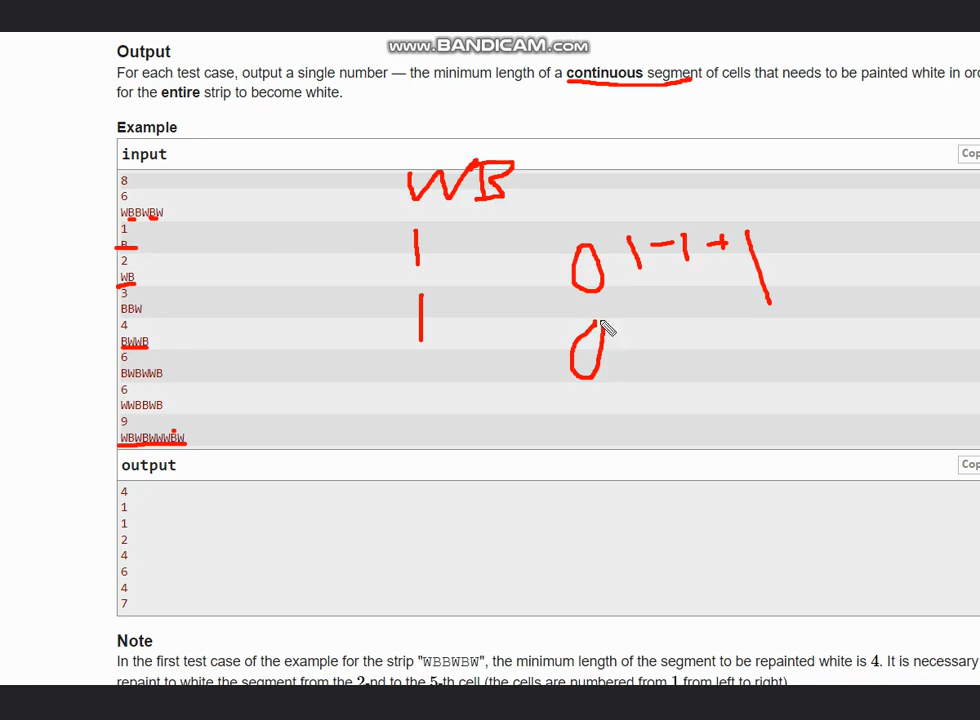 www.BANDICAM.com
Output
For each test case, output a single number — the minimum length of a continuous segment of cells that needs to be painted white in
for the entire strip to become white.
Example
input
8
6
WBBWBW
1
B
2
WB
3
BBW
4
BWWB
6
BWBWWB
6
WWBBWB
9
WBWBWWWBW
WB
1
0 1-1+1
1
0
output
4
1
1
2
4
6
4
7
Note
In the first test case of the example for the strip "WBBWBW", the minimum length of the segment to be repainted white is 4. It is necessary
repaint to white the segment from the 2-nd to the 5-th cell (the cells are numbered from 1 from left to right).